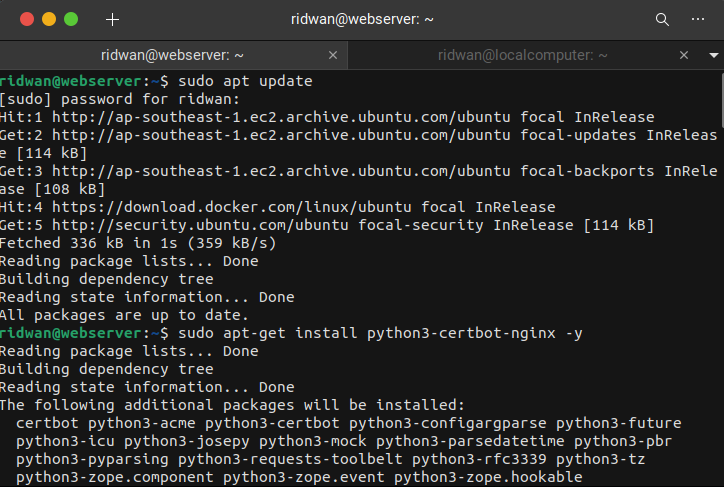 ridwan@webserver: ~
ridwan@webserver: ~
ridwan@localcomputer: ~
ridwan@webserver:~$ sudo apt update
[sudo] password for ridwan:
Hit:1 http://ap-southeast-1.ec2.archive.ubuntu.com/ubuntu focal InRelease
Get:2 http://ap-southeast-1.ec2.archive.ubuntu.com/ubuntu focal-updates InReleas
e [114 kB]
Get:3 http://ap-southeast-1.ec2.archive.ubuntu.com/ubuntu focal-backports InRele
ase [108 kB]
Hit:4 https://download.docker.com/linux/ubuntu focal InRelease
Get:5 http://security.ubuntu.com/ubuntu focal-security InRelease [114 kB]
Fetched 336 kB in 1s (359 kB/s)
Reading package lists... Done
Building dependency tree
Reading state information... Done
All packages are up to date.
ridwan@webserver:~$ sudo apt-get install python3-certbot-nginx -y
Reading package lists... Done
Building dependency tree
Reading state information... Done
The following additional packages will be installed:
  certbot python3-acme python3-certbot python3-configargparse python3-future
  python3-icu python3-josepy python3-mock python3-parsedatetime python3-pbr
  python3-pyparsing python3-requests-toolbelt python3-rfc3339 python3-tz
  python3-zope.component python3-zope.event python3-zope.hookable